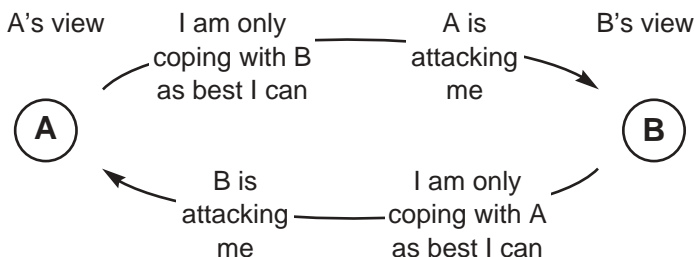 A's view
I am only
coping with B
as best I can
A is
attacking
me
B's view
A
B
B is
attacking
me
I am only
coping with A
as best I can